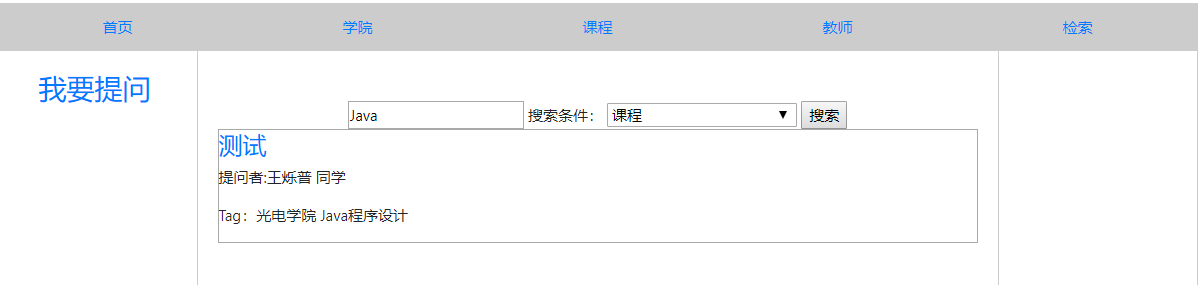 首页 学院 课程 教师 检索
我要提问
Java 搜索条件： 课程 搜索
测试
提问者:王烁普 同学
Tag：光电学院 Java程序设计